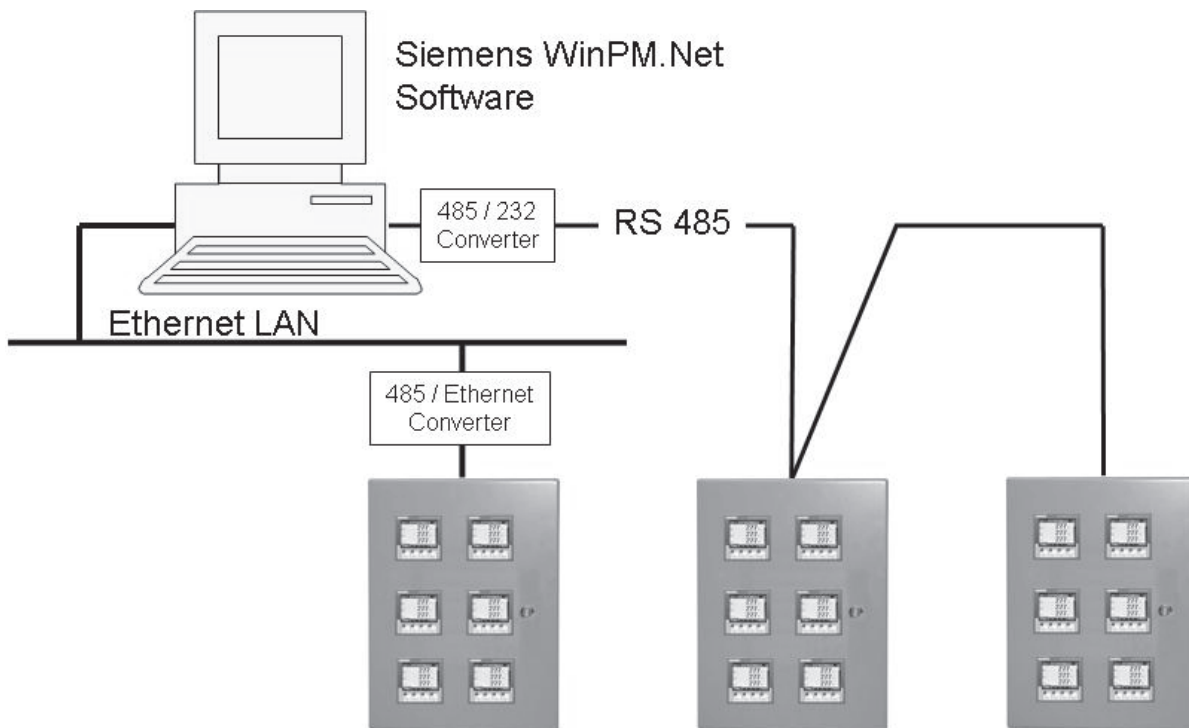 Siemens WinPM.Net
Software
485 / 232
Converter
RS 485
Ethernet LAN
485 / Ethernet
Converter